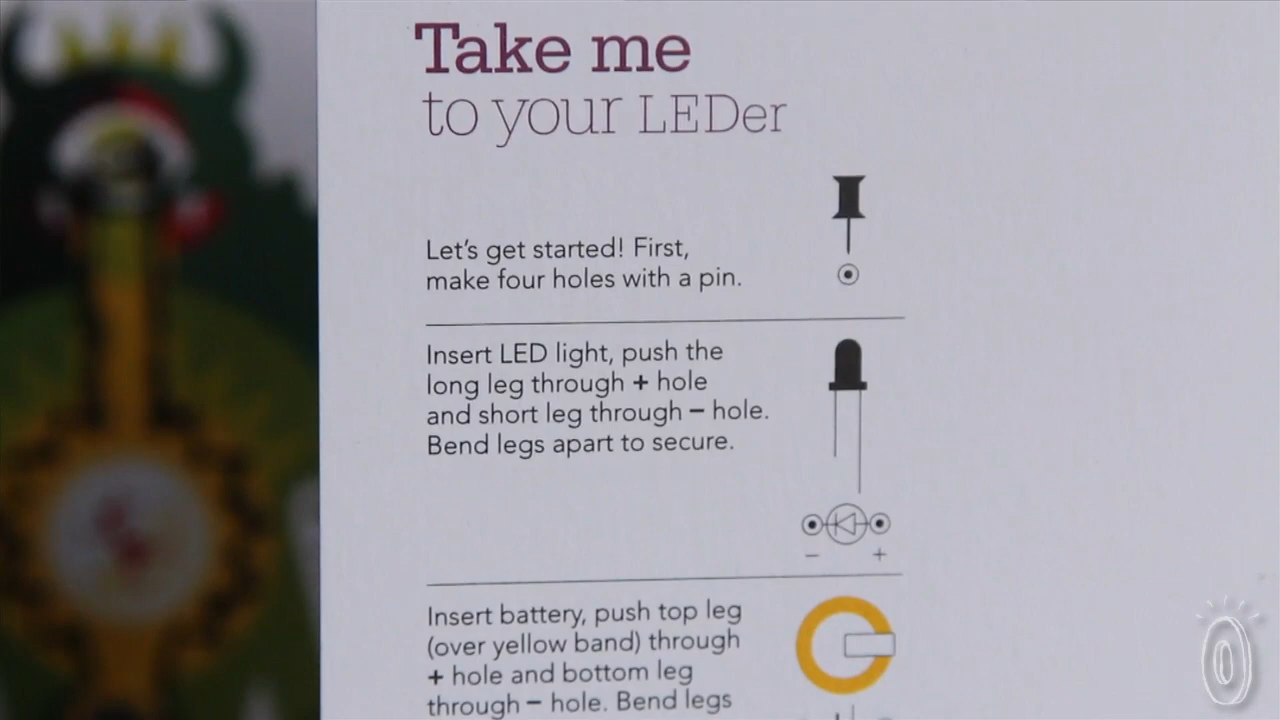 Take me
to your LEDer
Let's get started! First,
make four holes with a pin.
Insert LED light, push the
long leg through + hole
and short leg through – hole.
Bend legs apart to secure.
– +
Insert battery, push top leg
(over yellow band) through
+ hole and bottom leg
through – hole. Bend legs